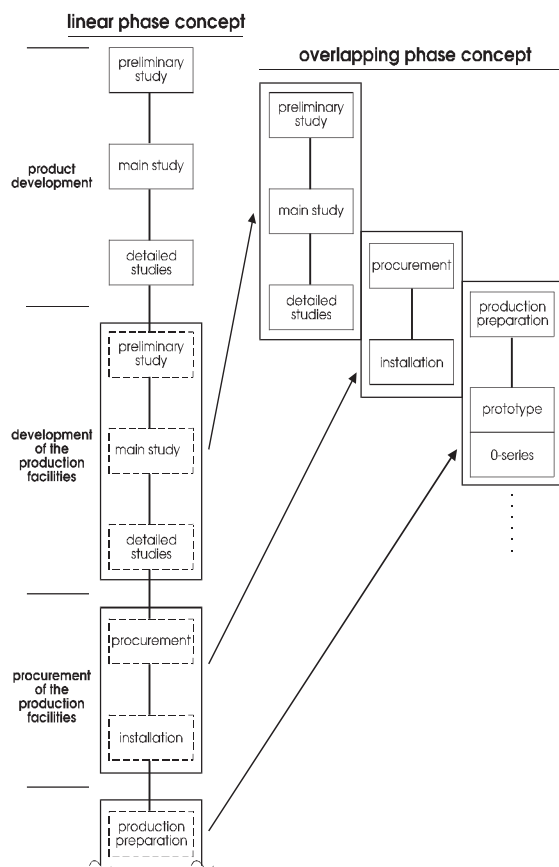 linear phase concept
preliminary
study
product
development
main study
detailed
studies
preliminary
study
development
of the
production
facilities
main study
detailed
studies
procurement
procurement
of the
production
facilities
installation
production
preparation
overlapping phase concept
preliminary
study
main study
detailed
studies
procurement
installation
production
preparation
prototype
0-series